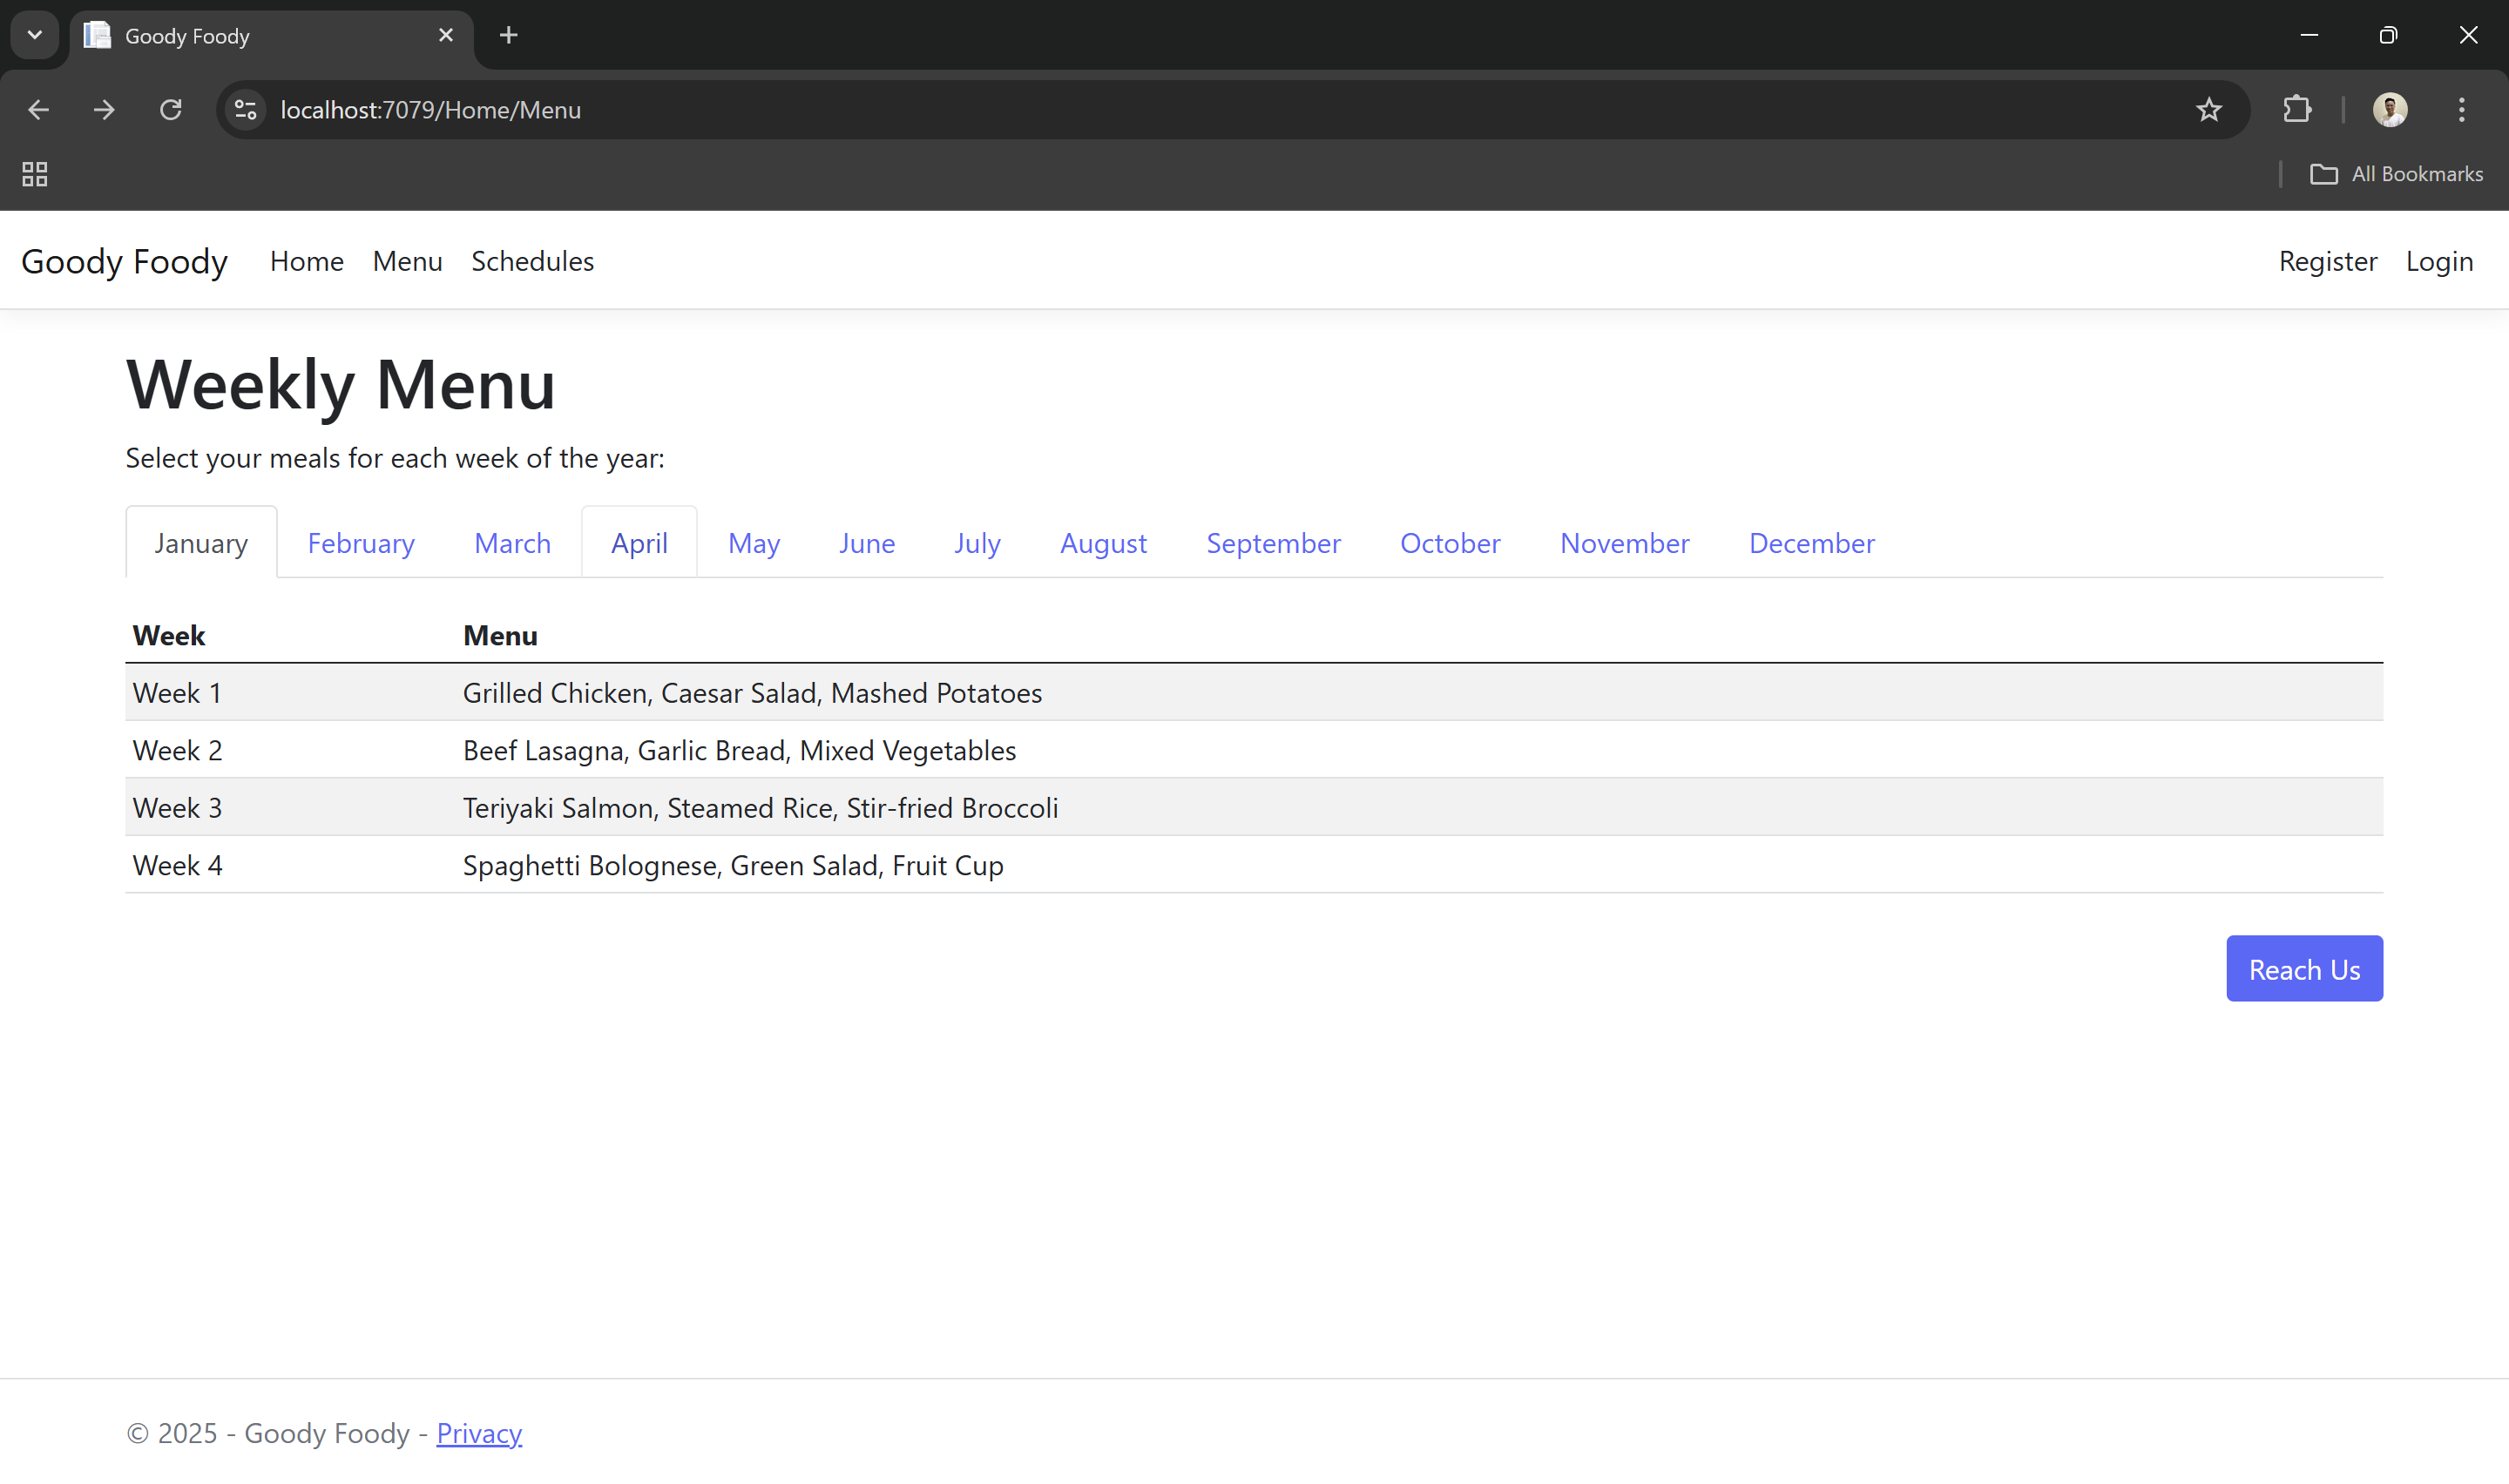 Goody Foody
localhost:7079/Home/Menu
All Bookmarks
Goody Foody Home Menu Schedules Register Login
Weekly Menu
Select your meals for each week of the year:
January February March April May June July August September October November December
Week Menu
Week 1 Grilled Chicken, Caesar Salad, Mashed Potatoes
Week 2 Beef Lasagna, Garlic Bread, Mixed Vegetables
Week 3 Teriyaki Salmon, Steamed Rice, Stir-fried Broccoli
Week 4 Spaghetti Bolognese, Green Salad, Fruit Cup
Reach Us
© 2025 - Goody Foody - Privacy